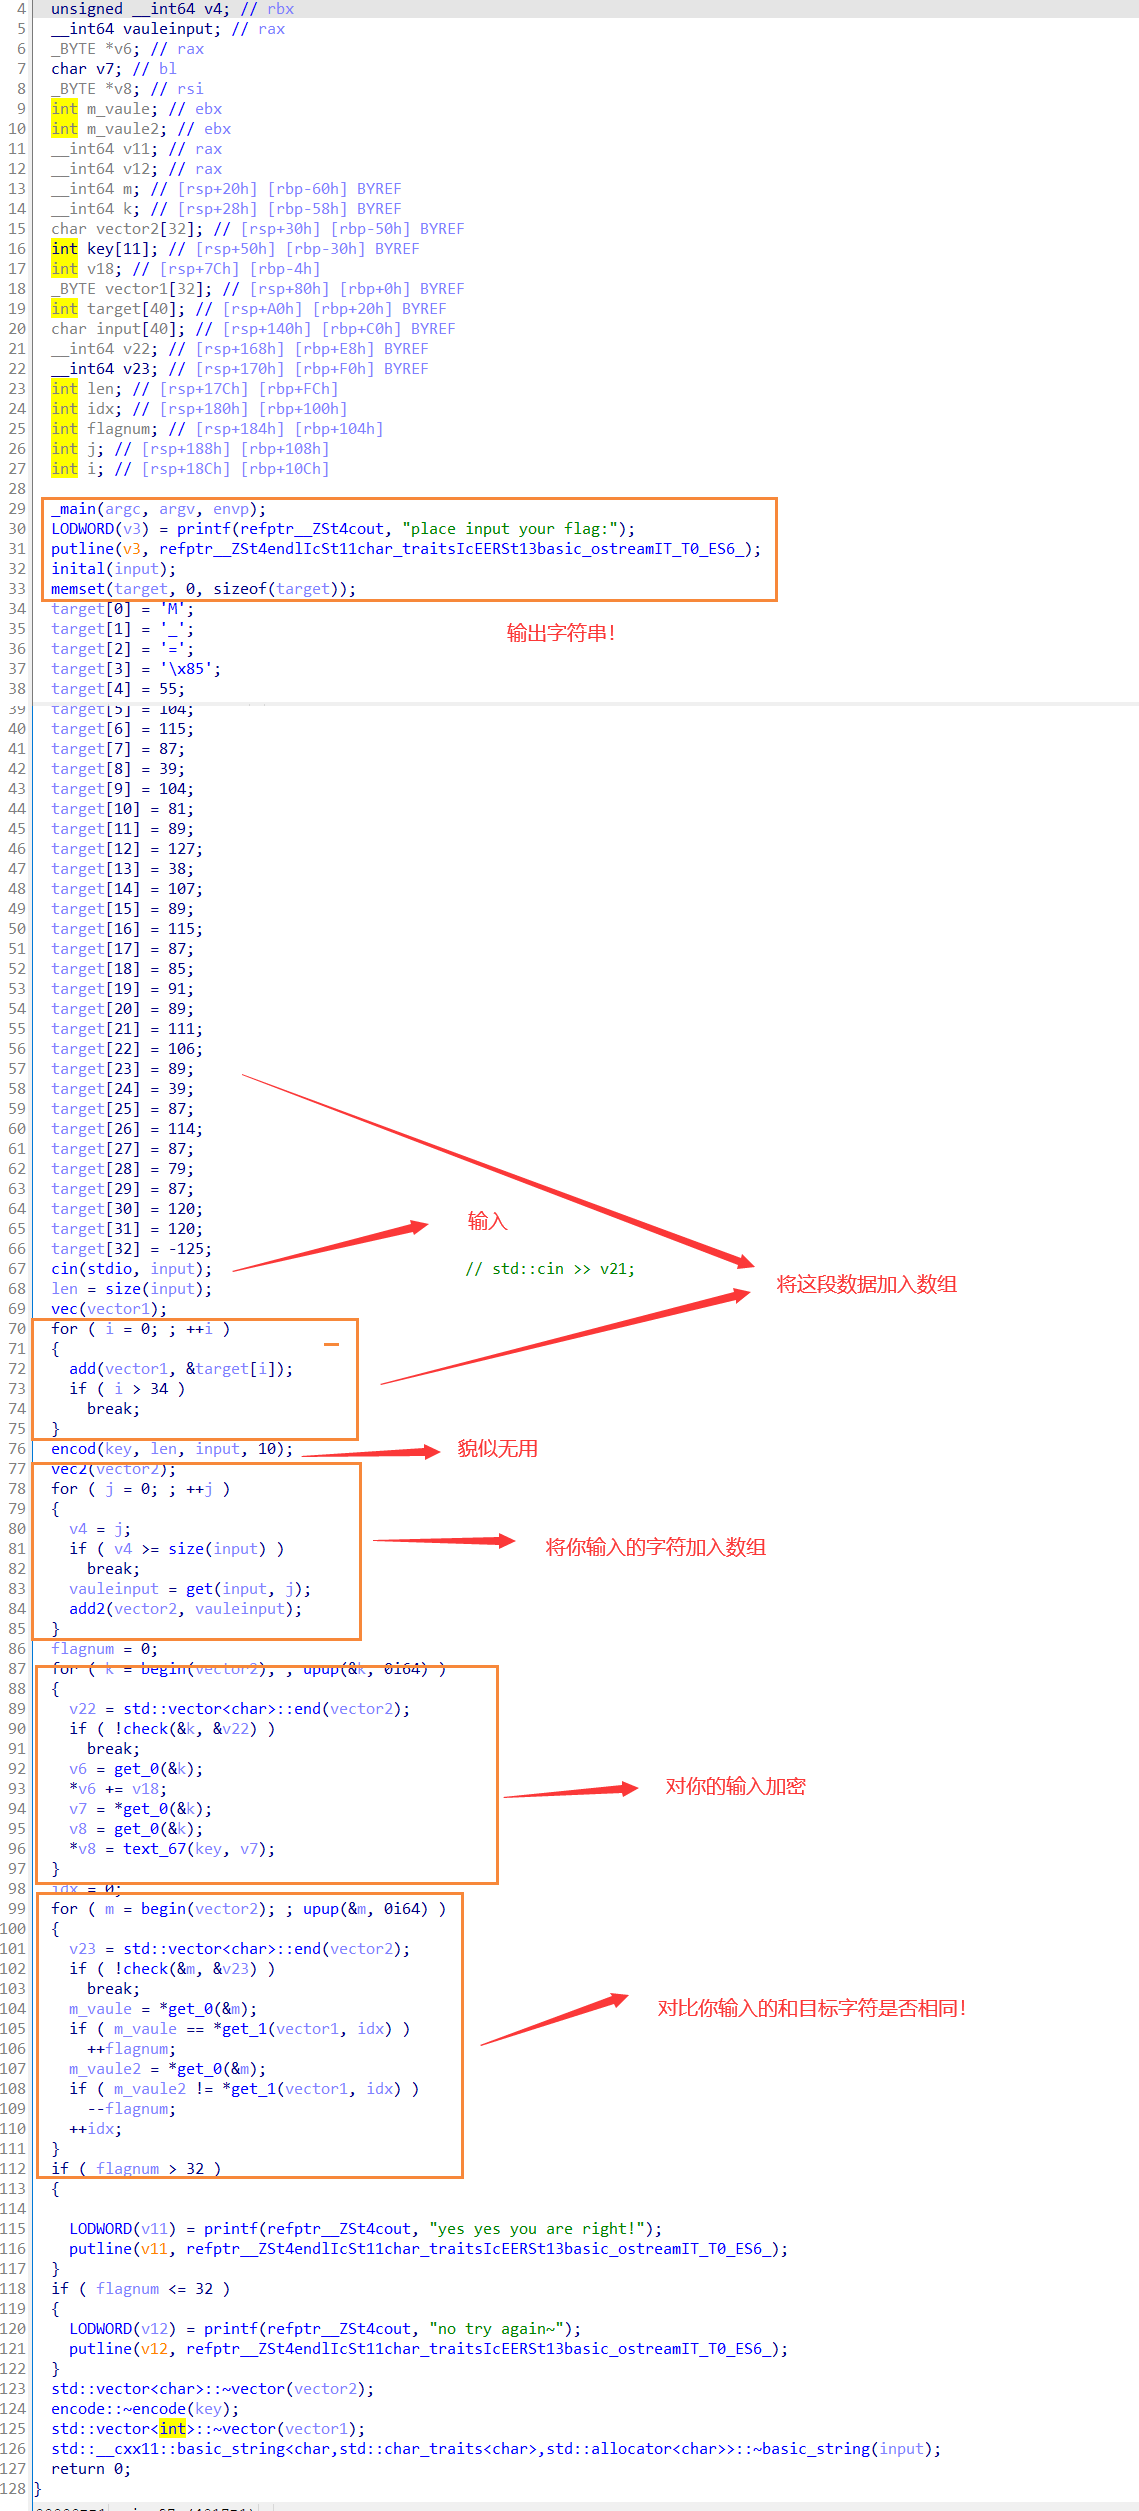 4 unsigned __int64 v4; // rbx
5 __int64 vauleinput; // rax
6 _BYTE *v6; // rax
7 char v7; // bl
8 _BYTE *v8; // rsi
9 int m_vaule; // ebx
10 int m_vaule2; // ebx
11 __int64 v11; // rax
12 __int64 v12; // rax
13 __int64 m; // [rsp+20h] [rbp-60h] BYREF
14 __int64 k; // [rsp+28h] [rbp-58h] BYREF
15 char vector2[32]; // [rsp+30h] [rbp-50h] BYREF
16 int key[11]; // [rsp+50h] [rbp-30h] BYREF
17 int v18; // [rsp+7Ch] [rbp-4h]
18 _BYTE vector1[32]; // [rsp+80h] [rbp+0h] BYREF
19 int target[40]; // [rsp+A0h] [rbp+20h] BYREF
20 char input[40]; // [rsp+140h] [rbp+C0h] BYREF
21 __int64 v22; // [rsp+168h] [rbp+E8h] BYREF
22 __int64 v23; // [rsp+170h] [rbp+F0h] BYREF
23 int len; // [rsp+17Ch] [rbp+FCh]
24 int idx; // [rsp+180h] [rbp+100h]
25 int flagnum; // [rsp+184h] [rbp+104h]
26 int j; // [rsp+188h] [rbp+108h]
27 int i; // [rsp+18Ch] [rbp+10Ch]
28
29 _main(argc, argv, envp);
30 LODWORD(v3) = printf(refptr__ZSt4cout, "place input your flag:");
31 putline(v3, refptr__ZSt4endlIcSt11char_traitsIcEERSt13basic_ostreamIT_T0_ES6_);
32 inital(input);
33 memset(target, 0, sizeof(target));
34 target[0] = 'M';
35 target[1] = '_';
输出字符串!
36 target[2] = '=';
37 target[3] = '\x85';
38 target[4] = 55;
39 target[5] = 104;
40 target[6] = 115;
41 target[7] = 87;
42 target[8] = 39;
43 target[9] = 104;
44 target[10] = 81;
45 target[11] = 89;
46 target[12] = 127;
47 target[13] = 38;
48 target[14] = 107;
49 target[15] = 89;
50 target[16] = 115;
51 target[17] = 87;
52 target[18] = 85;
53 target[19] = 91;
54 target[20] = 89;
55 target[21] = 111;
56 target[22] = 106;
57 target[23] = 89;
58 target[24] = 39;
59 target[25] = 87;
60 target[26] = 114;
61 target[27] = 87;
62 target[28] = 79;
63 target[29] = 87;
64 target[30] = 120;
65 target[31] = 120;
输入
66 target[32] = -125;
67 cin(stdio, input); // std::cin >> v21;
68 len = size(input);
将这段数据加入数组
69 vec(vector1);
70 for ( i = 0; ; ++i )
71 {
72 add(vector1, &target[i]);
73 if ( i > 34 )
74 break;
75 }
76 encod(key, len, input, 10);
貌似无用
77 vec2(vector2);
78 for ( j = 0; ; ++j )
79 {
80 v4 = j;
81 if ( v4 >= size(input) )
将你输入的字符加入数组
82 break;
83 vauleinput = get(input, j);
84 add2(vector2, vauleinput);
85 }
86 flagnum = 0;
87 for ( k = begin(vector2); ; upup(&k, 0i64) )
88 {
89 v22 = std::vector<char>::end(vector2);
90 if ( !check(&k, &v22) )
91 break;
92 v6 = get_0(&k);
对你的输入加密
93 *v6 += v18;
94 v7 = *get_0(&k);
95 v8 = get_0(&k);
96 *v8 = text_67(key, v7);
97 }
98 idx = 0;
99 for ( m = begin(vector2); ; upup(&m, 0i64) )
100 {
101 v23 = std::vector<char>::end(vector2);
102 if ( !check(&m, &v23) )
103 break;
104 m_vaule = *get_0(&m);
对比你输入的和目标字符是否相同!
105 if ( m_vaule == *get_1(vector1, idx) )
106 ++flagnum;
107 m_vaule2 = *get_0(&m);
108 if ( m_vaule2 != *get_1(vector1, idx) )
109 --flagnum;
110 ++idx;
111 }
112 if ( flagnum > 32 )
113 {
114
115 LODWORD(v11) = printf(refptr__ZSt4cout, "yes yes you are right!");
116 putline(v11, refptr__ZSt4endlIcSt11char_traitsIcEERSt13basic_ostreamIT_T0_ES6_);
117 }
118 if ( flagnum <= 32 )
119 {
120 LODWORD(v12) = printf(refptr__ZSt4cout, "no try again~");
121 putline(v12, refptr__ZSt4endlIcSt11char_traitsIcEERSt13basic_ostreamIT_T0_ES6_);
122 }
123 std::vector<char>::~vector(vector2);
124 encode::~encode(key);
125 std::vector<int>::~vector(vector1);
126 std::__cxx11::basic_string<char,std::char_traits<char>,std::allocator<char>>::~basic_string(input);
127 return 0;
128 }